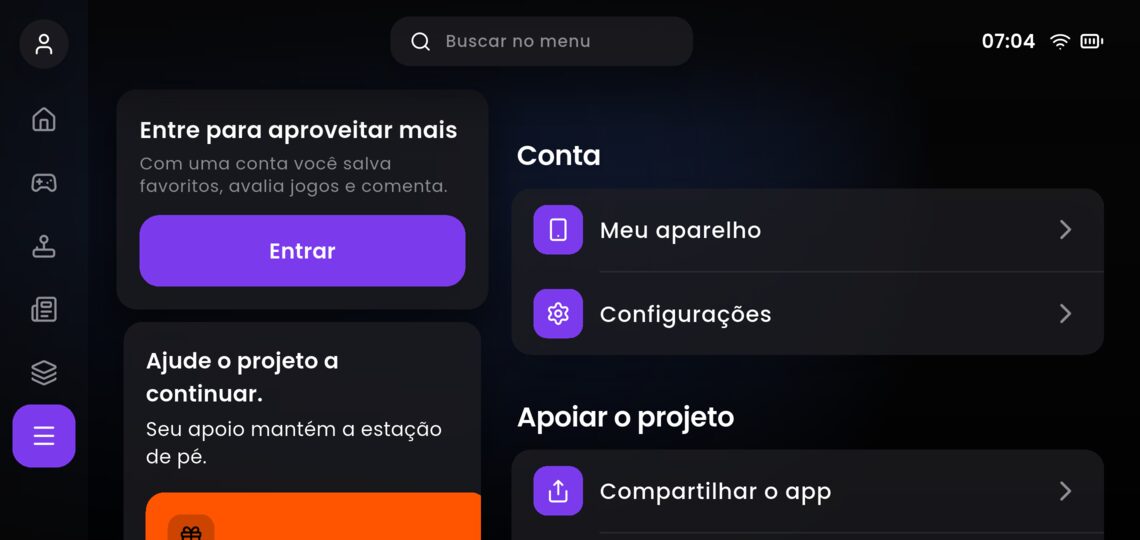 Buscar no menu
07:04
Entre para aproveitar mais
Com uma conta você salva
favoritos, avalia jogos e comenta.
Entrar
Ajude o projeto a
continuar.
Seu apoio mantém a estação
de pé.
Conta
Meu aparelho
Configurações
Apoiar o projeto
Compartilhar o app